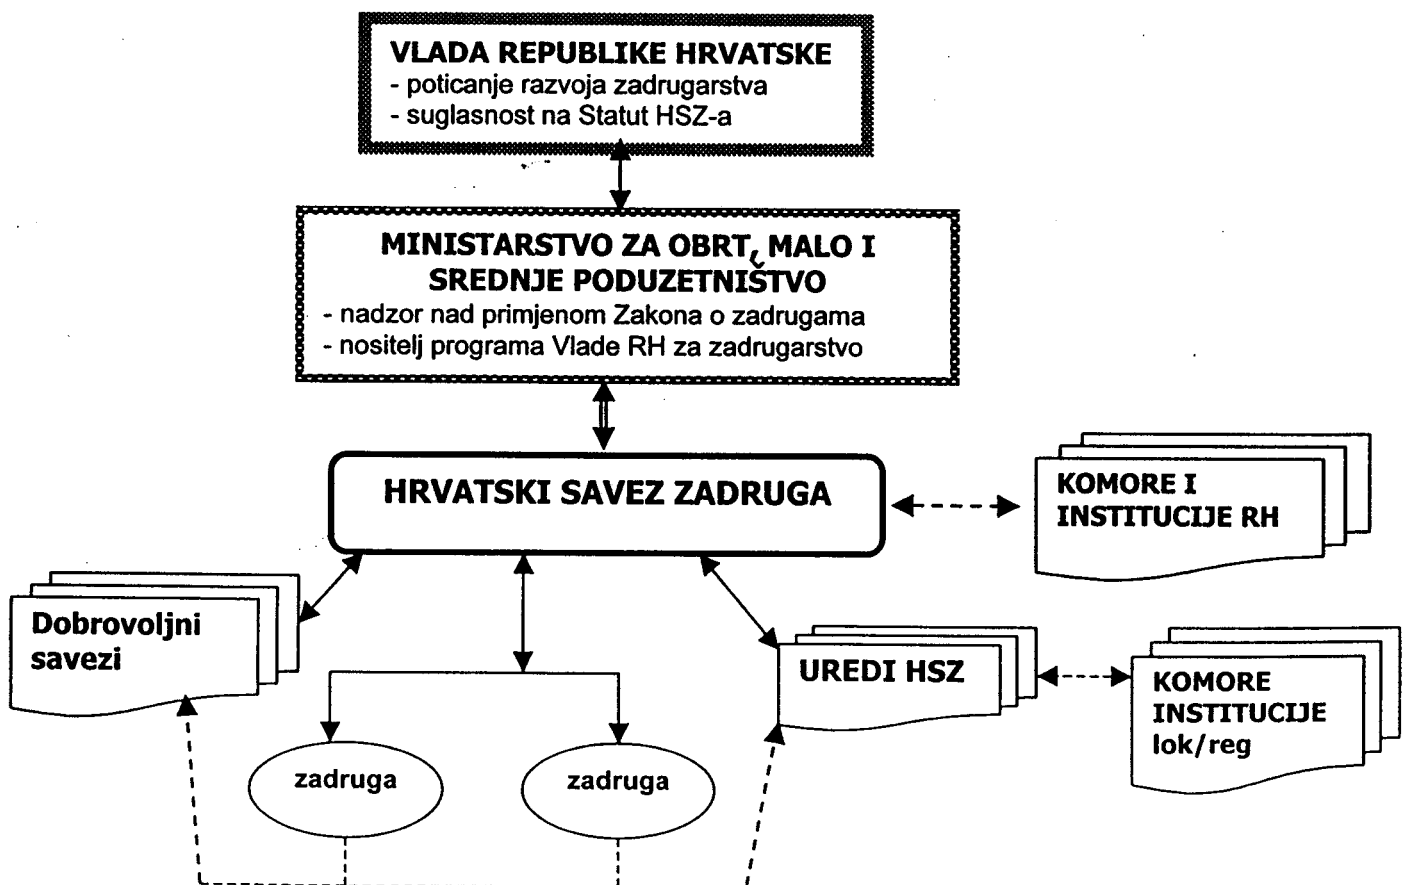 VLADA REPUBLIKE HRVATSKE
- poticanje razvoja zadrugarstva
- suglasnost na Statut HSZ-a
MINISTARSTVO ZA OBRT, MALO I
SREDNJE PODUZETNIŠTVO
- nadzor nad primjenom Zakona o zadrugama
- nositelj programa Vlade RH za zadrugarstvo
HRVATSKI SAVEZ ZADRUGA
KOMORE I
INSTITUCIJE RH
Dobrovoljni
savezi
UREDI HSZ
KOMORE
INSTITUCIJE
lok/reg
zadruga
zadruga